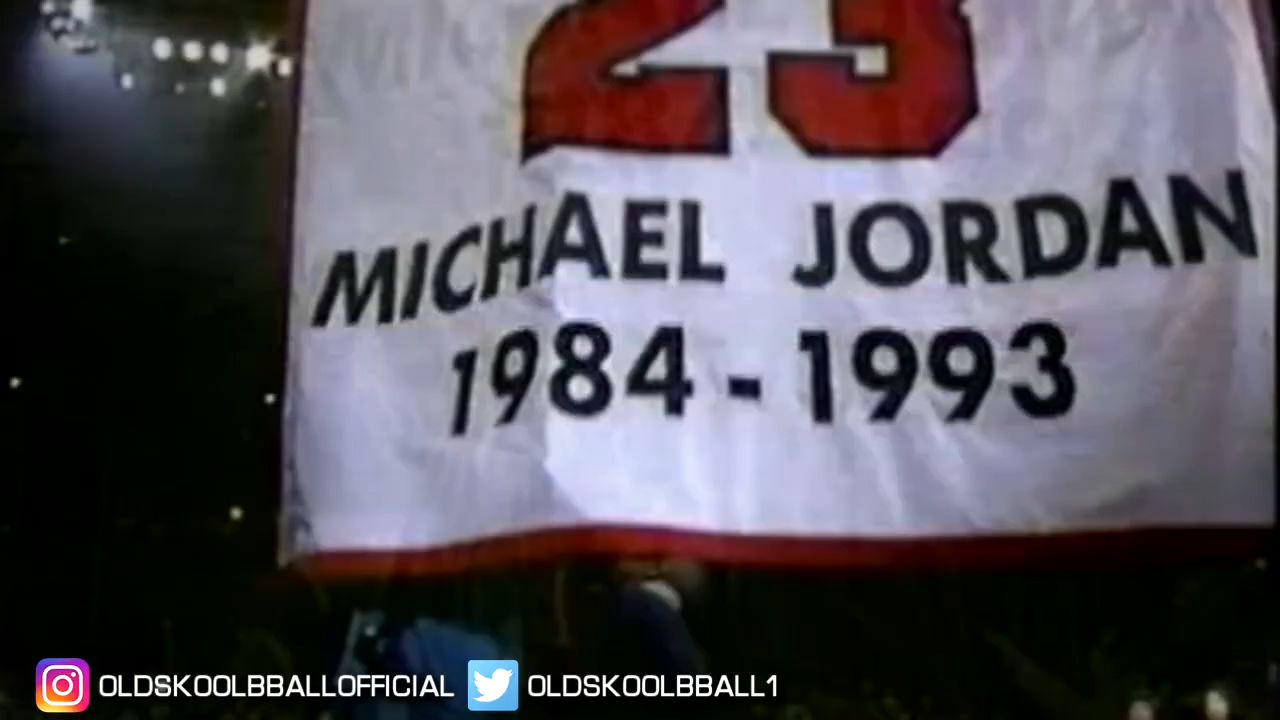 23
MICHAEL JORDAN
1984 - 1993
OLDSKOOLBBALLOFFICIAL OLDSKOOLBBALL1